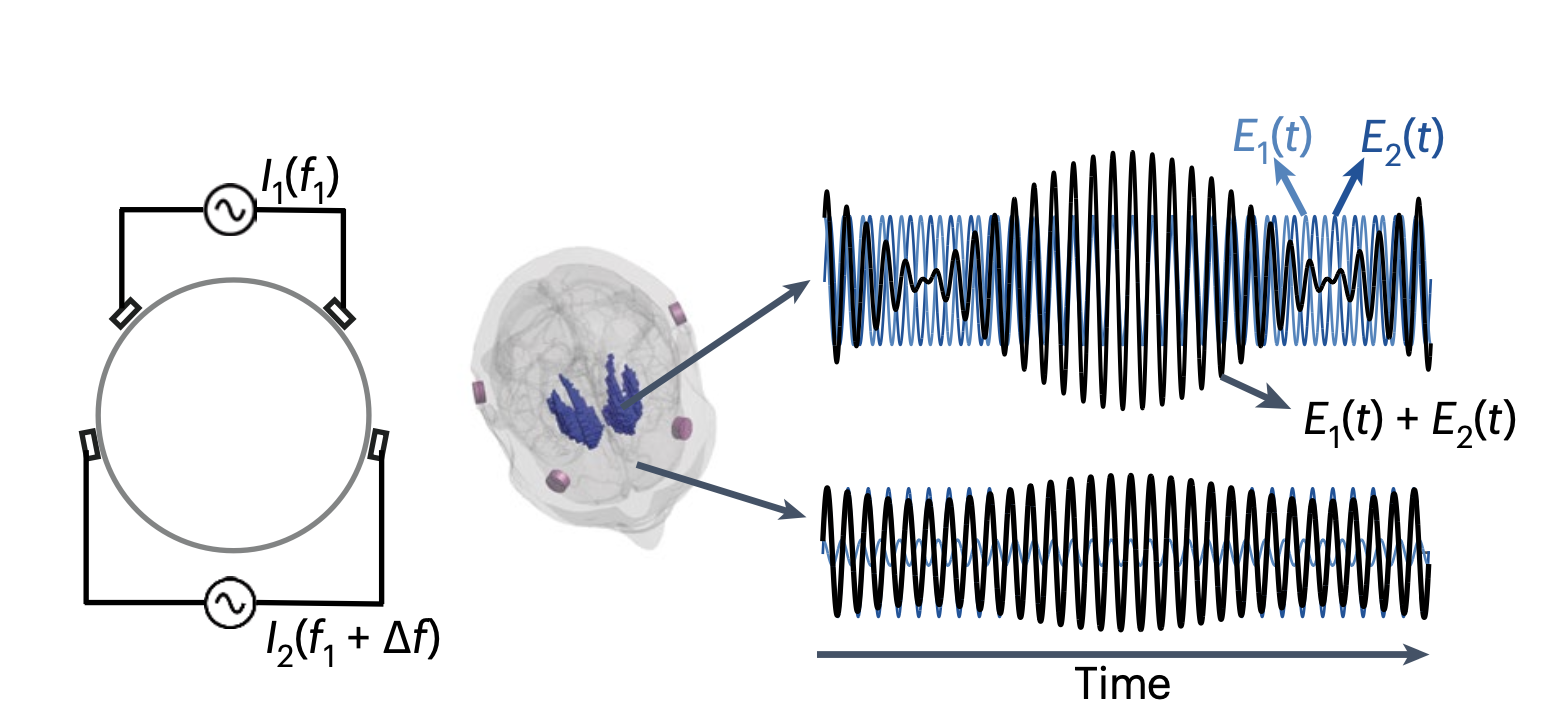 I₁(f₁)
I₂(f₁ + Δf)
E₁(t)
E₂(t)
E₁(t) + E₂(t)
Time